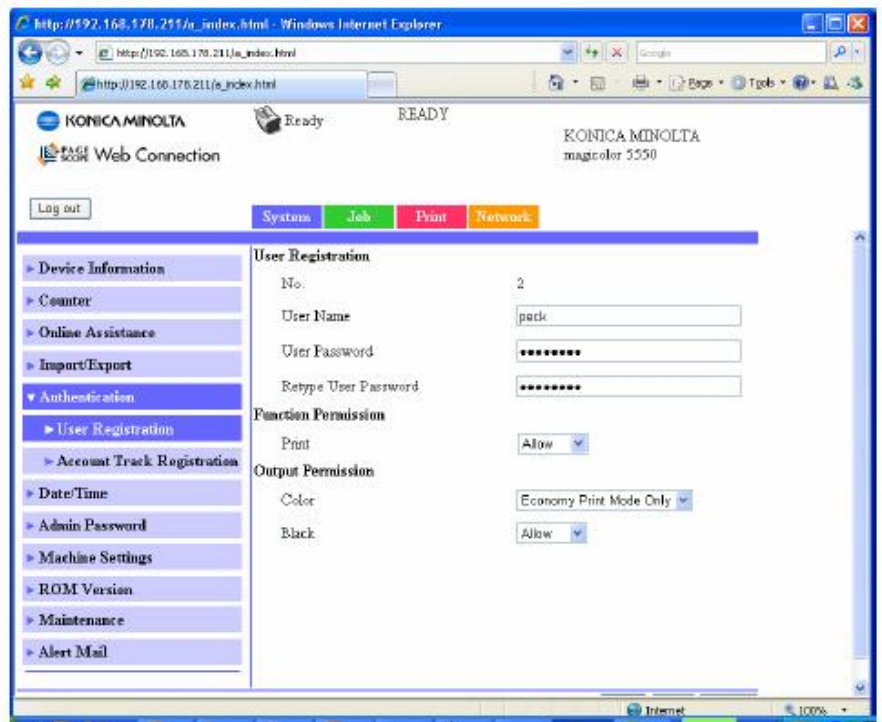 http://192.168.178.211/a_index.html - Windows Internet Explorer
http://192.168.178.211/a_index.html
Google
http://192.168.178.211/a_index.html
Page
Tools
KONICA MINOLTA
Ready
READY
KONICA MINOLTA
magicolor 5550
PAGE SCOPE Web Connection
Log out
System
Job
Print
Network
Device Information
Counter
Online Assistance
Import/Export
Authentication
User Registration
Account Track Registration
Date/Time
Admin Password
Machine Settings
ROM Version
Maintenance
Alert Mail
User Registration
No.
2
User Name
peck
User Password
••••••••
Retype User Password
••••••••
Function Permission
Print
Allow
Output Permission
Color
Economy Print Mode Only
Black
Allow
Internet
100%